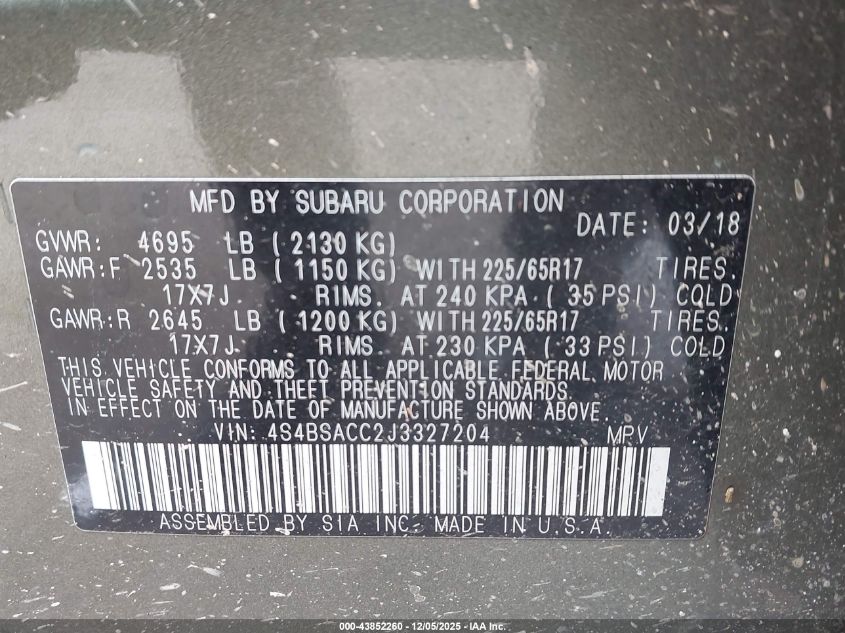 MFD BY SUBARU CORPORATION
DATE: 03/18
GVWR: 4695 LB (2130 KG)
GAWR:F 2535 LB (1150 KG) WITH 225/65R17 TIRES.
17X7J RIMS. AT 240 KPA (35 PSI) COLD
GAWR:R 2645 LB (1200 KG) WITH 225/65R17 TIRES.
17X7J RIMS. AT 230 KPA (33 PSI) COLD
THIS VEHICLE CONFORMS TO ALL APPLICABLE FEDERAL MOTOR
VEHICLE SAFETY AND THEFT PREVENTION STANDARDS
IN EFFECT ON THE DATE OF MANUFACTURE SHOWN ABOVE.
VIN: 4S4BSACC2J3327204 MPV
ASSEMBLED BY SIA INC. MADE IN U.S.A
000-43852260 - 12/05/2025 - IAA Inc.